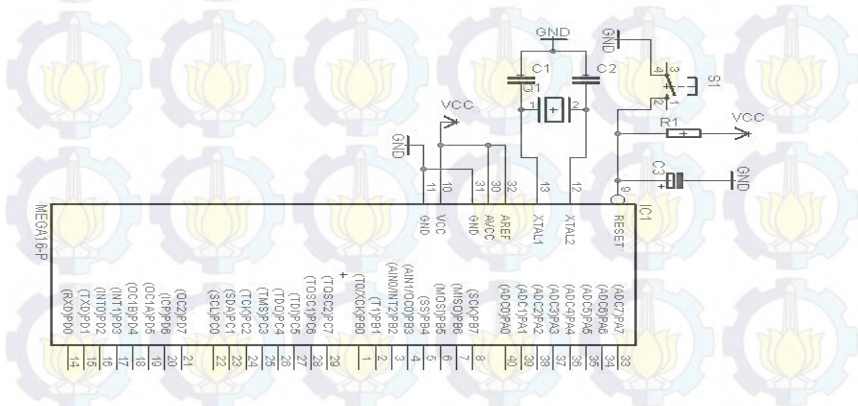 GND
C1
C2
Q1
1
2
GND
4
3
2
1
S1
VCC
R1
VCC
C3
+
GND
GND
11
10
31
30
32
13
12
9
IC1
GND
VCC
GND
AVCC
AREF
XTAL1
XTAL2
RESET
MEGA16-P
(RXD)PD0
(TXD)PD1
(INT0)PD2
(INT1)PD3
(OC1B)PD4
(OC1A)PD5
(ICP)PD6
(OC2)PD7
(SCL)PC0
(SDA)PC1
(TCK)PC2
(TMS)PC3
(TDO)PC4
(TDI)PC5
(TOSC1)PC6
(TOSC2)PC7
+
(T0/XCK)PB0
(T1)PB1
(AIN0/INT2)PB2
(AIN1/OC0)PB3
(SS)PB4
(MOSI)PB5
(MISO)PB6
(SCK)PB7
(ADC0)PA0
(ADC1)PA1
(ADC2)PA2
(ADC3)PA3
(ADC4)PA4
(ADC5)PA5
(ADC6)PA6
(ADC7)PA7
14
15
16
17
18
19
20
21
22
23
24
25
26
27
28
29
1
2
3
4
5
6
7
8
40
39
38
37
36
35
34
33